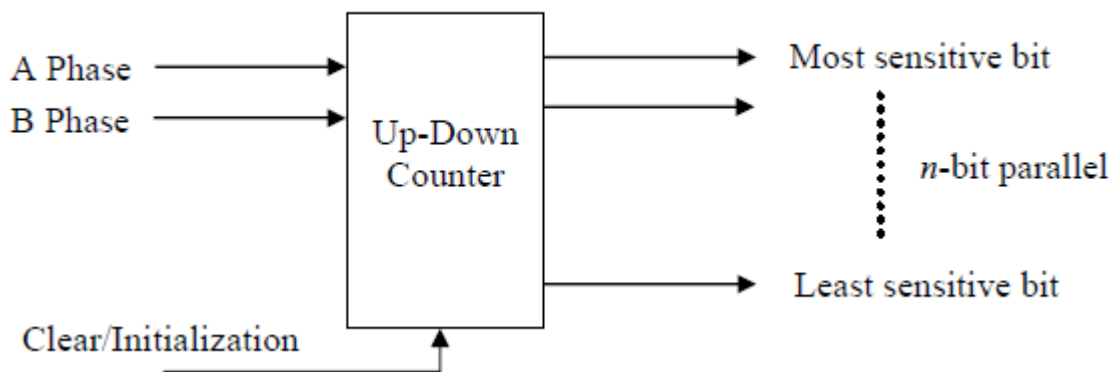 A Phase
B Phase
Up-Down
Counter
Most sensitive bit
n-bit parallel
Least sensitive bit
Clear/Initialization